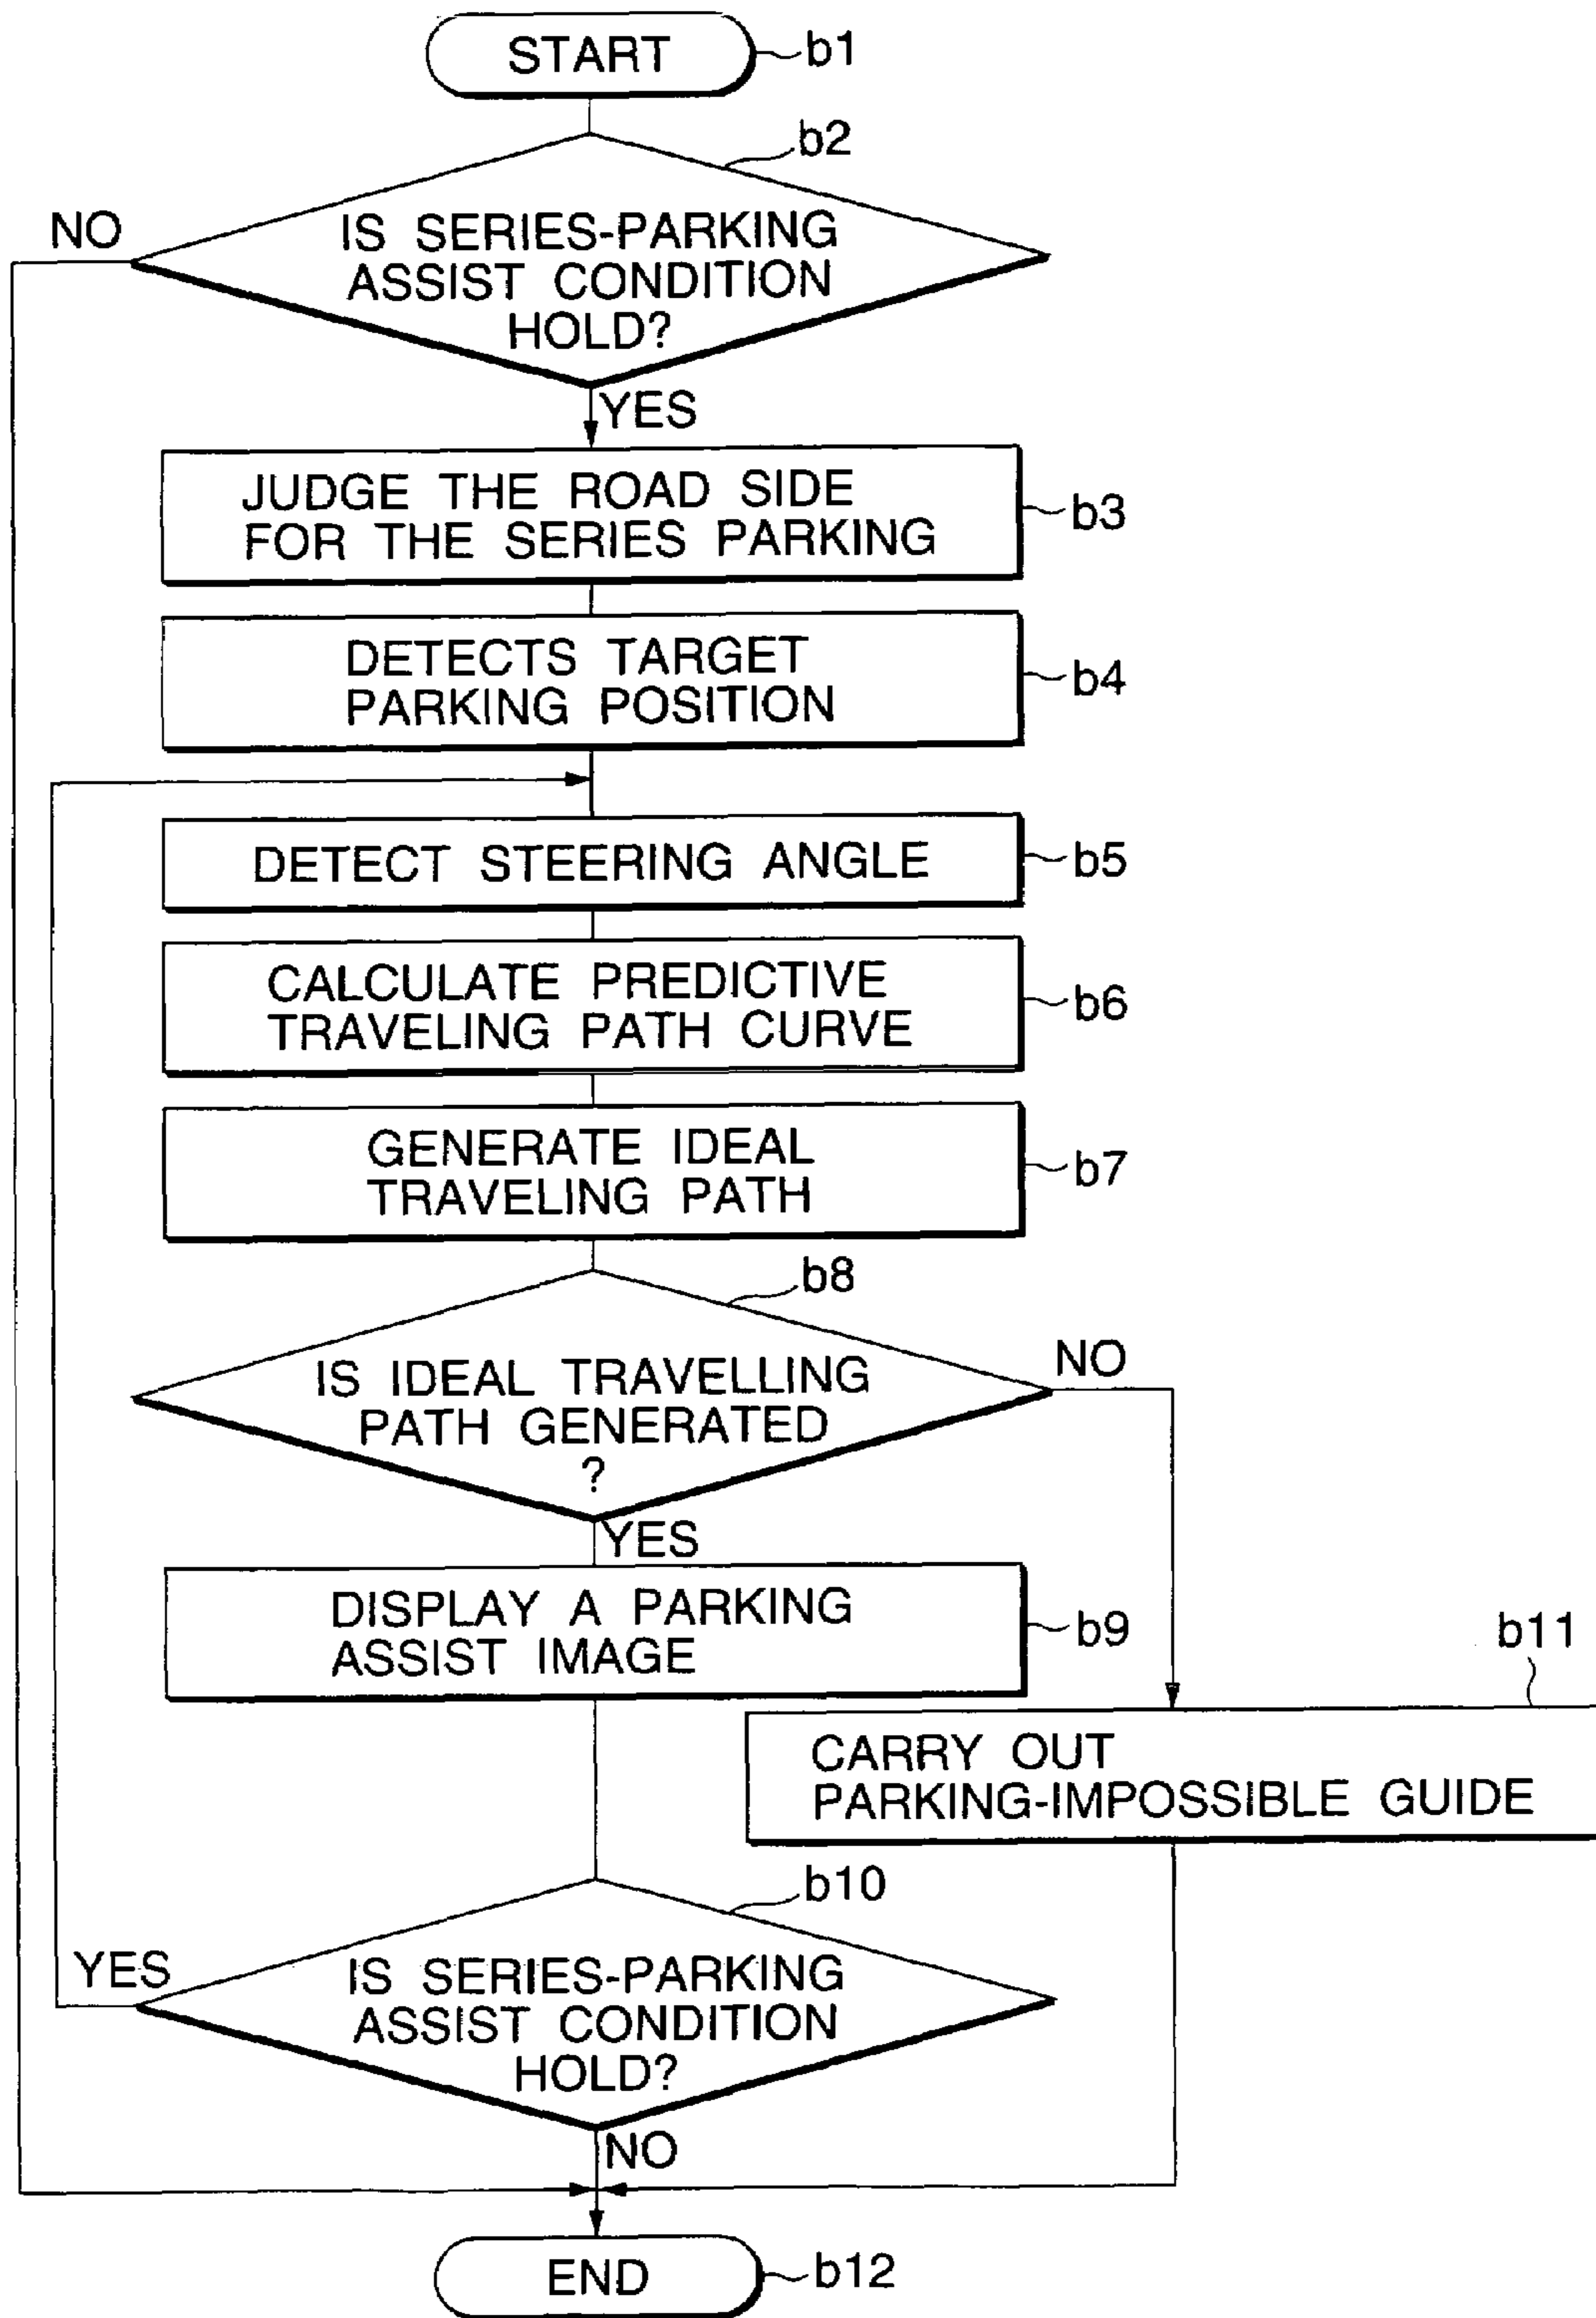 START
b1
b2
NO
IS SERIES-PARKING
ASSIST CONDITION
HOLD?
YES
JUDGE THE ROAD SIDE
FOR THE SERIES PARKING
b3
DETECTS TARGET
PARKING POSITION
b4
DETECT STEERING ANGLE
b5
CALCULATE PREDICTIVE
TRAVELING PATH CURVE
b6
GENERATE IDEAL
TRAVELING PATH
b7
b8
NO
IS IDEAL TRAVELLING
PATH GENERATED
?
YES
DISPLAY A PARKING
ASSIST IMAGE
b9
b11
CARRY OUT
PARKING-IMPOSSIBLE GUIDE
b10
YES
IS SERIES-PARKING
ASSIST CONDITION
HOLD?
NO
END
b12